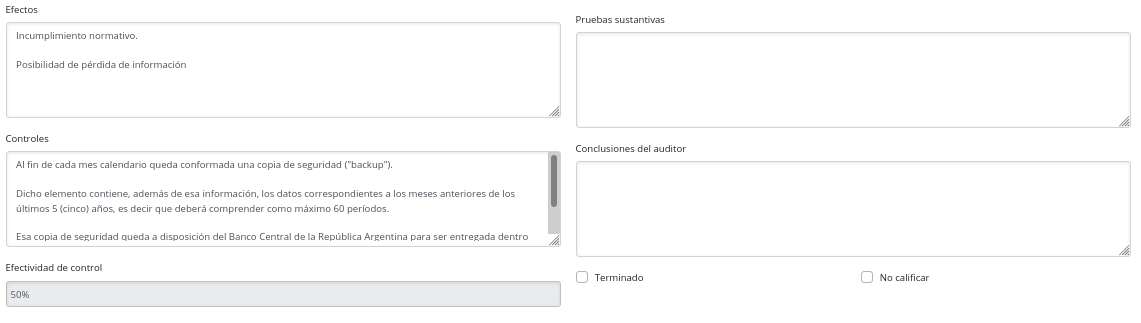 Efectos
Incumplimiento normativo.
Posibilidad de pérdida de información
Controles
Al fin de cada mes calendario queda conformada una copia de seguridad ("backup").
Dicho elemento contiene, además de esa información, los datos correspondientes a los meses anteriores de los
últimos 5 (cinco) años, es decir que deberá comprender como máximo 60 períodos.
Esa copia de seguridad queda a disposición del Banco Central de la República Argentina para ser entregada dentro
Efectividad de control
50%
Pruebas sustantivas
Conclusiones del auditor
Terminado
No calificar